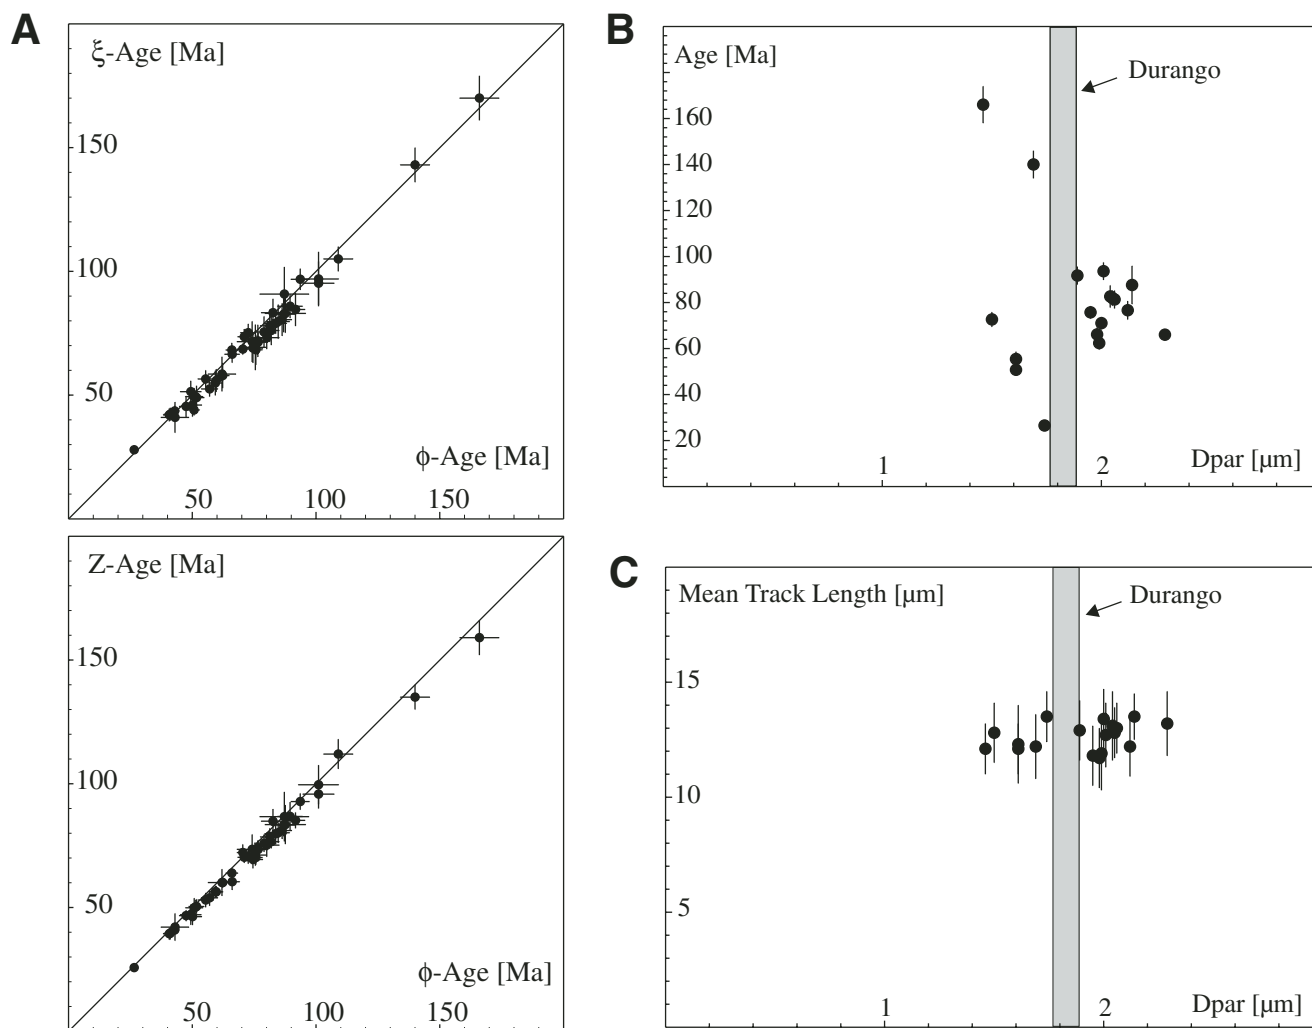 A
ξ-Age [Ma]
150
100
50
ϕ-Age [Ma]
50 100 150
Z-Age [Ma]
150
100
50
ϕ-Age [Ma]
50 100 150
B
Age [Ma]
Durango
160
140
120
100
80
60
40
20
1 2 Dpar [µm]
C
Mean Track Length [µm]
Durango
15
10
5
1 2 Dpar [µm]